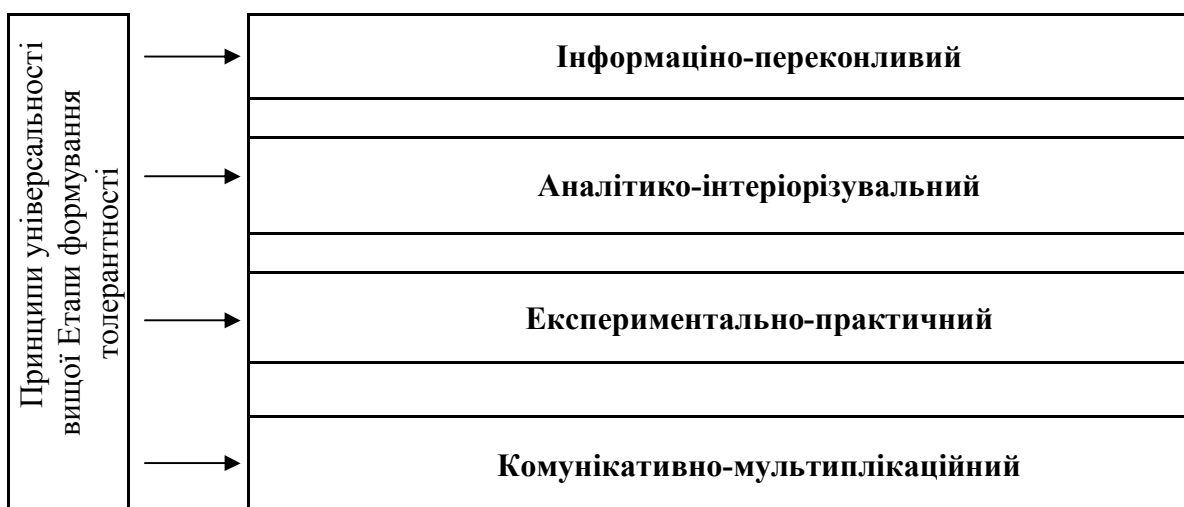 Принципи універсальності
вищої Етапи формування
толерантності
Інформаціно-переконливий
Аналітико-інтеріорізувальний
Експериментально-практичний
Комунікативно-мультиплікаційний